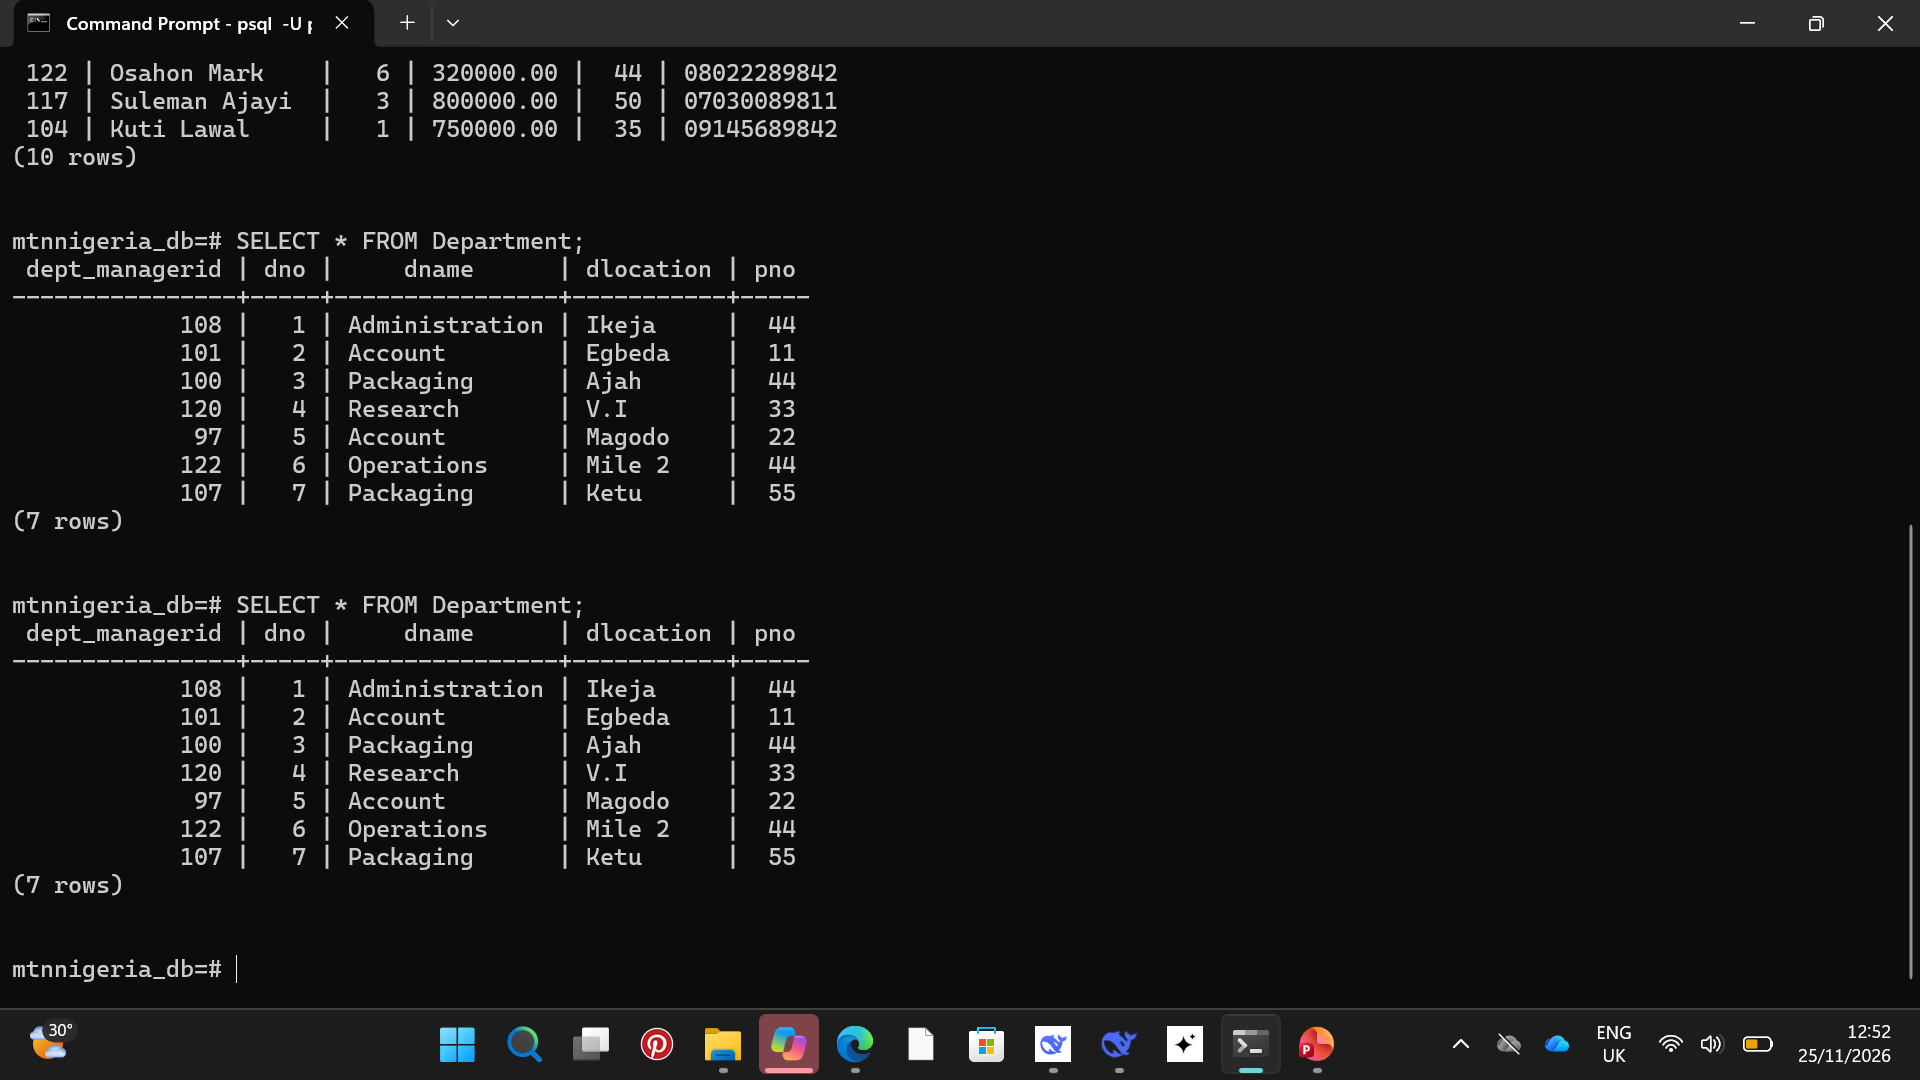 Command Prompt - psql  -U p
 122 | Osahon Mark    |   6 | 320000.00 |  44 | 08022289842
 117 | Suleman Ajayi  |   3 | 800000.00 |  50 | 07030089811
 104 | Kuti Lawal     |   1 | 750000.00 |  35 | 09145689842
(10 rows)
mtnnigeria_db=# SELECT * FROM Department;
 dept_managerid | dno |     dname      | dlocation | pno
----------------+-----+----------------+-----------+-----
            108 |   1 | Administration | Ikeja     |  44
            101 |   2 | Account        | Egbeda    |  11
            100 |   3 | Packaging      | Ajah      |  44
            120 |   4 | Research       | V.I       |  33
             97 |   5 | Account        | Magodo    |  22
            122 |   6 | Operations     | Mile 2    |  44
            107 |   7 | Packaging      | Ketu      |  55
(7 rows)
mtnnigeria_db=# SELECT * FROM Department;
 dept_managerid | dno |     dname      | dlocation | pno
----------------+-----+----------------+-----------+-----
            108 |   1 | Administration | Ikeja     |  44
            101 |   2 | Account        | Egbeda    |  11
            100 |   3 | Packaging      | Ajah      |  44
            120 |   4 | Research       | V.I       |  33
             97 |   5 | Account        | Magodo    |  22
            122 |   6 | Operations     | Mile 2    |  44
            107 |   7 | Packaging      | Ketu      |  55
(7 rows)
mtnnigeria_db=#
30°
ENG
UK
12:52
25/11/2026